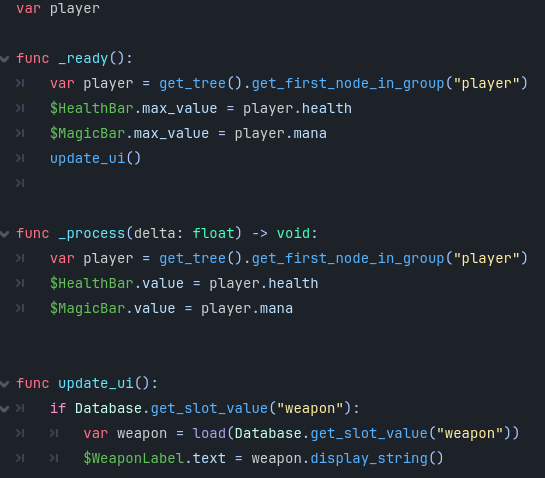 var player
func _ready():
var player = get_tree().get_first_node_in_group("player")
$HealthBar.max_value = player.health
$MagicBar.max_value = player.mana
update_ui()
func _process(delta: float) -> void:
var player = get_tree().get_first_node_in_group("player")
$HealthBar.value = player.health
$MagicBar.value = player.mana
func update_ui():
if Database.get_slot_value("weapon"):
var weapon = load(Database.get_slot_value("weapon"))
$WeaponLabel.text = weapon.display_string()